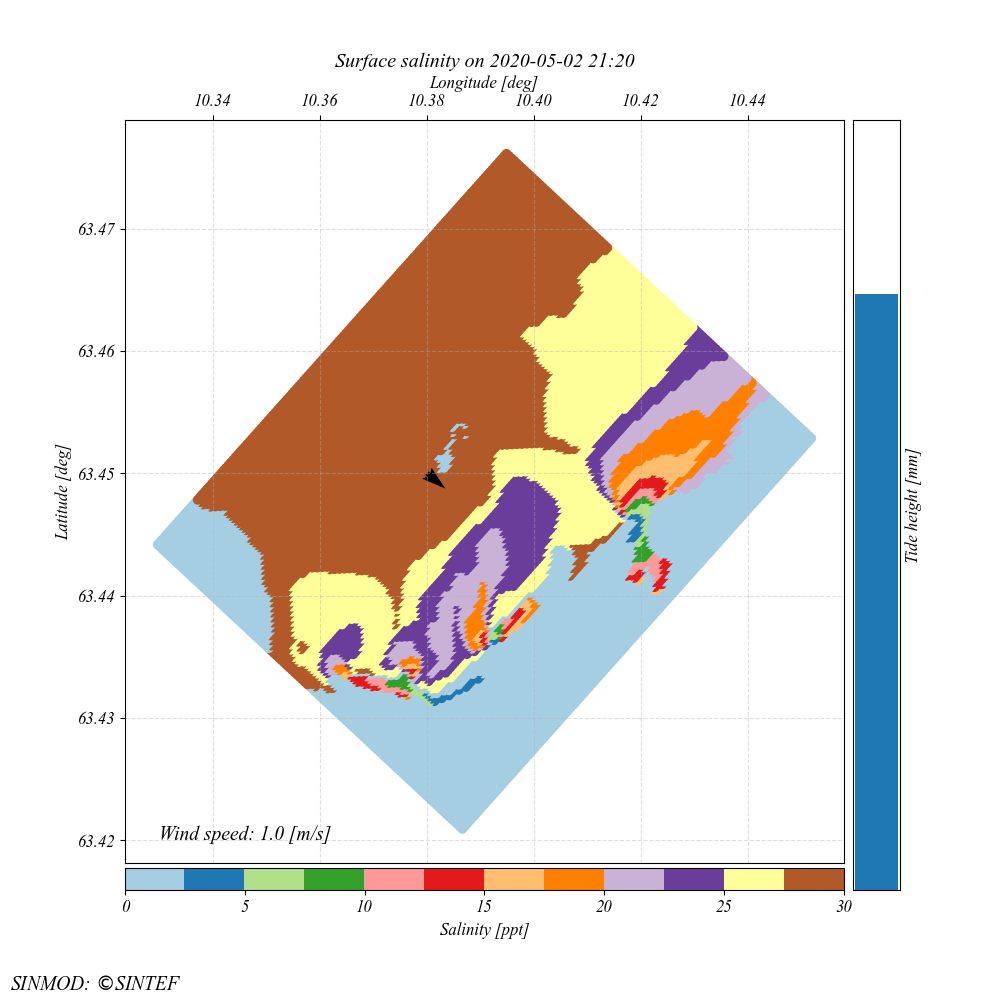 Surface salinity on 2020-05-02 21:20
Longitude [deg]
10.34 10.36 10.38 10.40 10.42 10.44
63.47
63.46
63.45
63.44
63.43
63.42
Latitude [deg]
Tide height [mm]
Wind speed: 1.0 [m/s]
0 5 10 15 20 25 30
Salinity [ppt]
SINMOD: ©SINTEF